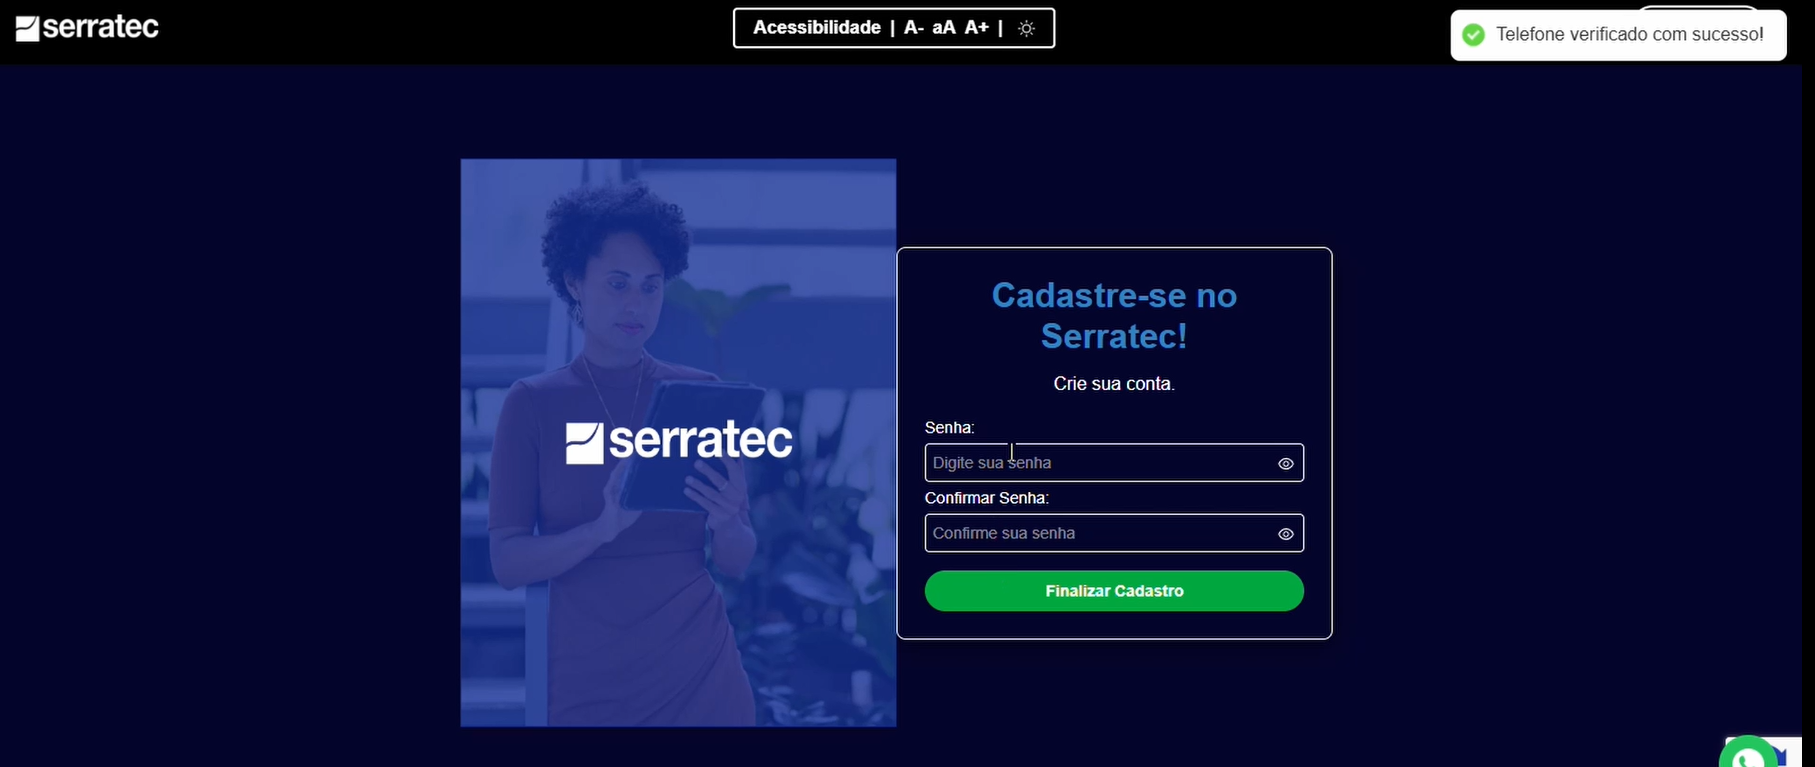 serratec
Acessibilidade | A- aA A+ |
Telefone verificado com sucesso!
serratec
Cadastre-se no
Serratec!
Crie sua conta.
Senha:
Digite sua senha
Confirmar Senha:
Confirme sua senha
Finalizar Cadastro